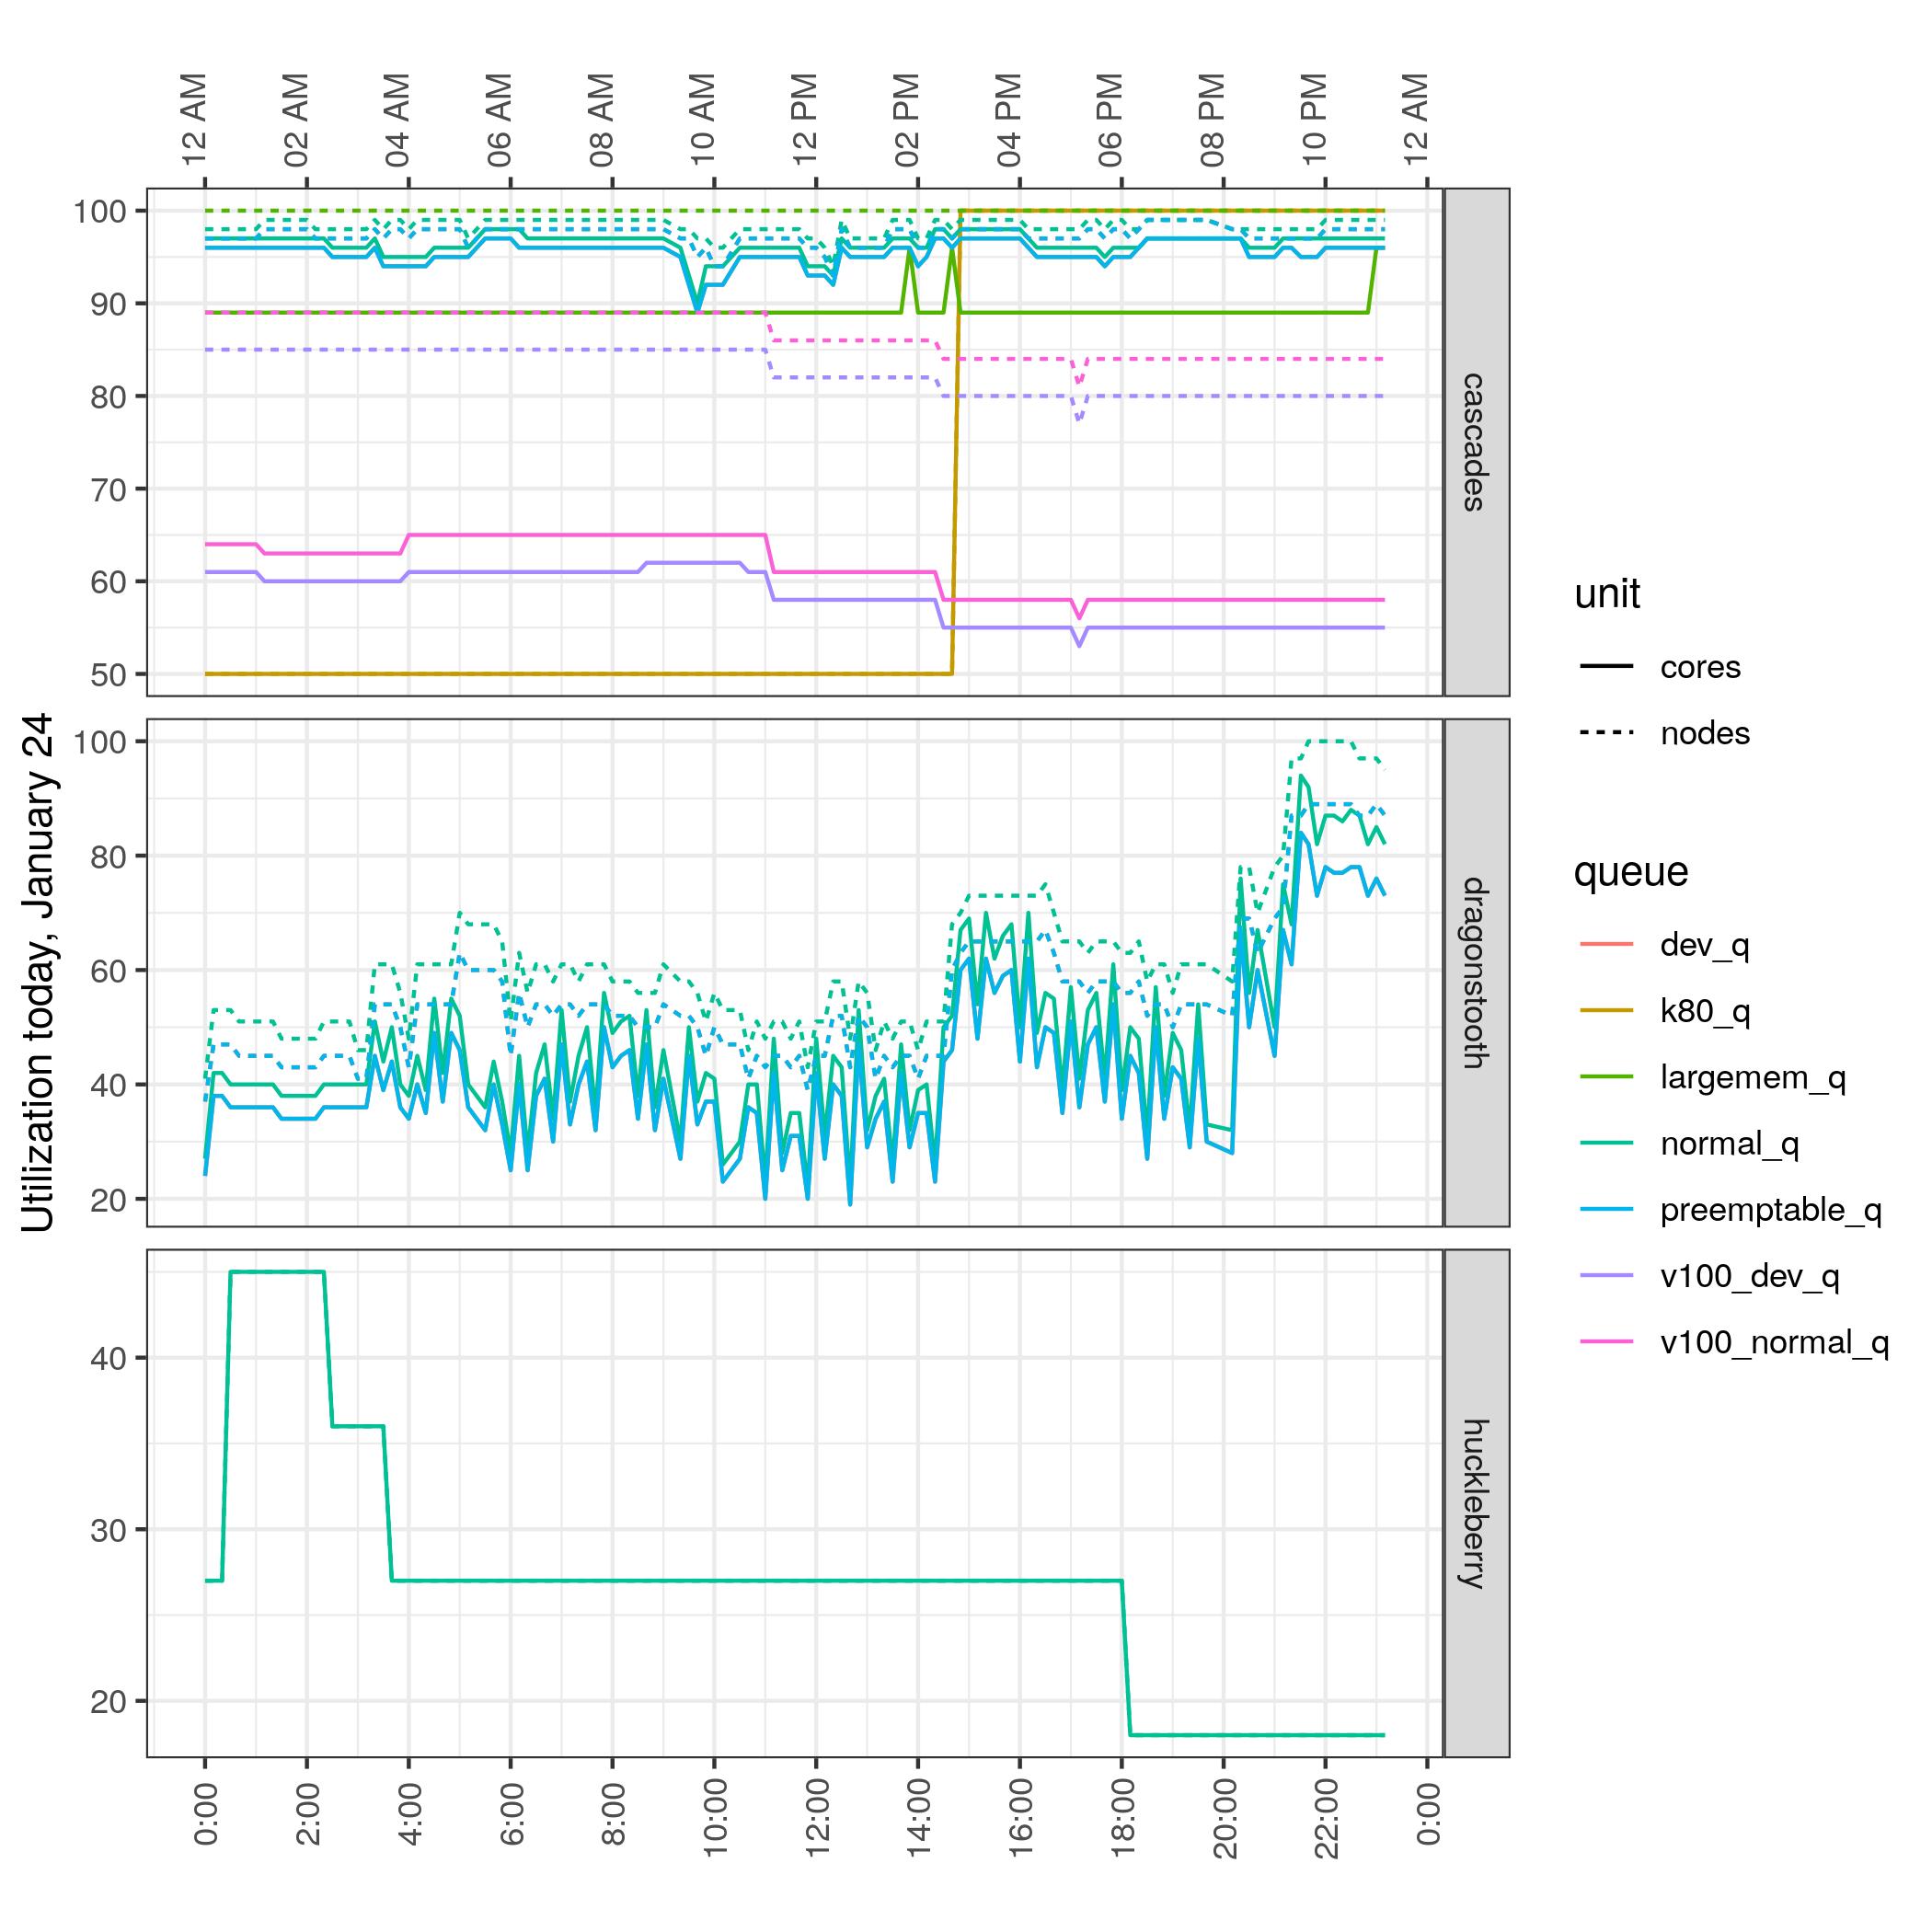 12 AM
02 AM
04 AM
06 AM
08 AM
10 AM
12 PM
02 PM
04 PM
06 PM
08 PM
10 PM
12 AM
Utilization today, January 24
100
90
80
70
60
50
cascades
100
80
60
40
20
dragonstooth
40
30
20
huckleberry
0:00
2:00
4:00
6:00
8:00
10:00
12:00
14:00
16:00
18:00
20:00
22:00
0:00
unit
cores
nodes
queue
dev_q
k80_q
largemem_q
normal_q
preemptable_q
v100_dev_q
v100_normal_q